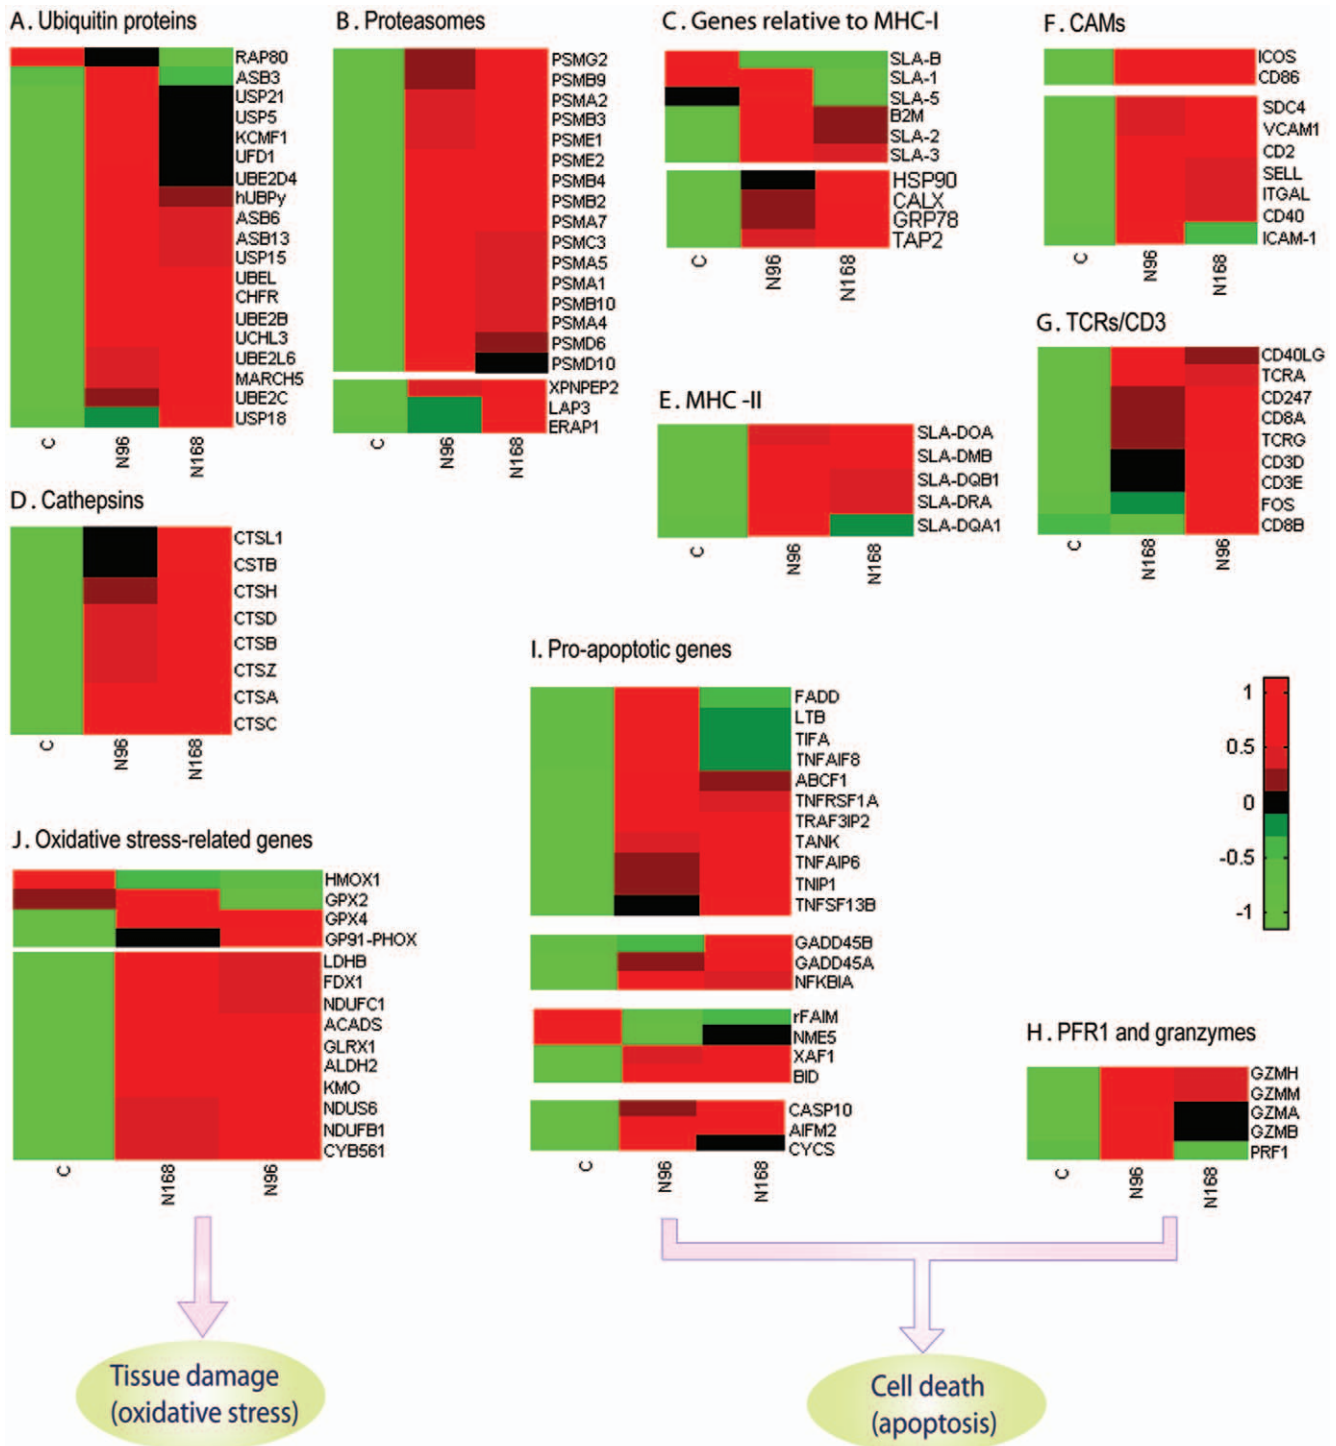 A. Ubiquitin proteins
RAP80
ASB3
USP21
USP5
KCMF1
UFD1
UBE2D4
hUBPy
ASB6
ASB13
USP15
UBEL
CHFR
UBE2B
UCHL3
UBE2L6
MARCH5
UBE2C
USP18
C
N96
N168
B. Proteasomes
PSMG2
PSMB9
PSMA2
PSMB3
PSME1
PSME2
PSMB4
PSMB2
PSMA7
PSMC3
PSMA5
PSMA1
PSMB10
PSMA4
PSMD6
PSMD10
XPNPEP2
LAP3
ERAP1
C
N96
N168
C. Genes relative to MHC-I
SLA-B
SLA-1
SLA-5
B2M
SLA-2
SLA-3
HSP90
CALX
GRP78
TAP2
C
N96
N168
F. CAMs
ICOS
CD86
SDC4
VCAM1
CD2
SELL
ITGAL
CD40
ICAM-1
C
N96
N168
D. Cathepsins
CTSL1
CSTB
CTSH
CTSD
CTSB
CTSZ
CTSA
CTSC
C
N96
N168
E. MHC -II
SLA-DOA
SLA-DMB
SLA-DQB1
SLA-DRA
SLA-DQA1
C
N96
N168
G. TCRs/CD3
CD40LG
TCRA
CD247
CD8A
TCRG
CD3D
CD3E
FOS
CD8B
C
N168
N96
I. Pro-apoptotic genes
FADD
LTB
TIFA
TNFAIF8
ABCF1
TNFRSF1A
TRAF3IP2
TANK
TNFAIP6
TNIP1
TNFSF13B
GADD45B
GADD45A
NFKBIA
rFAIM
NME5
XAF1
BID
CASP10
AIFM2
CYCS
C
N96
N168
1
0.5
0
-0.5
-1
J. Oxidative stress-related genes
HMOX1
GPX2
GPX4
GP91-PHOX
LDHB
FDX1
NDUFC1
ACADS
GLRX1
ALDH2
KMO
NDUS6
NDUFB1
CYB561
C
N168
N96
H. PFR1 and granzymes
GZMH
GZMM
GZMA
GZMB
PRF1
C
N96
N168
Tissue damage
(oxidative stress)
Cell death
(apoptosis)